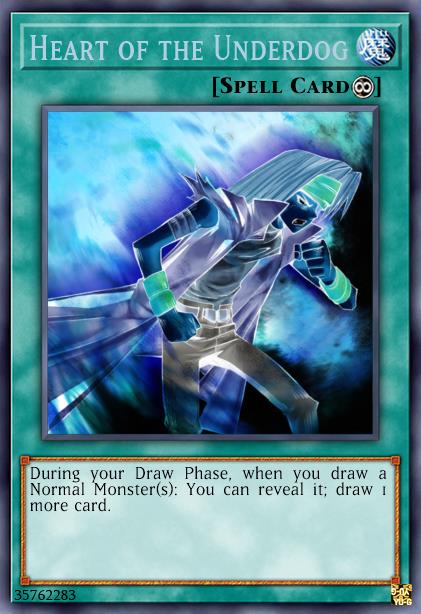 Heart of the Underdog 魔
[Spell Card]
During your Draw Phase, when you draw a
Normal Monster(s): You can reveal it; draw 1
more card.
35762283